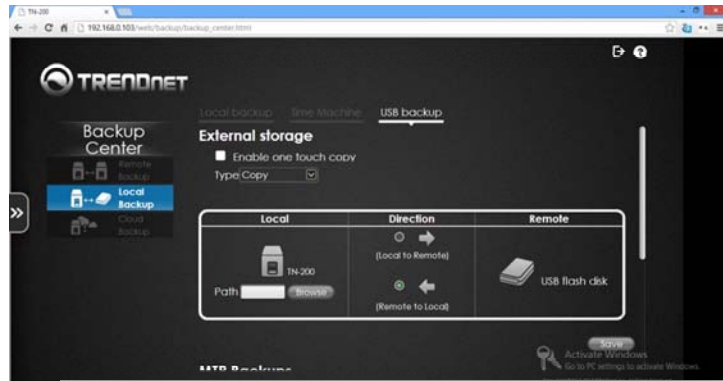 TN-200
192.168.0.103/web/backup/backup_center.html
TRENDNET
Local backup Time Machine USB backup
Backup Center
Remote Backup
Local Backup
Cloud Backup
External storage
Enable one touch copy
Type Copy
Local Direction Remote
(Local to Remote)
TN-200
Path Browse
(Remote to Local)
USB flash disk
Save
MTP Backups
Activate Windows
Go to PC settings to activate Windows.